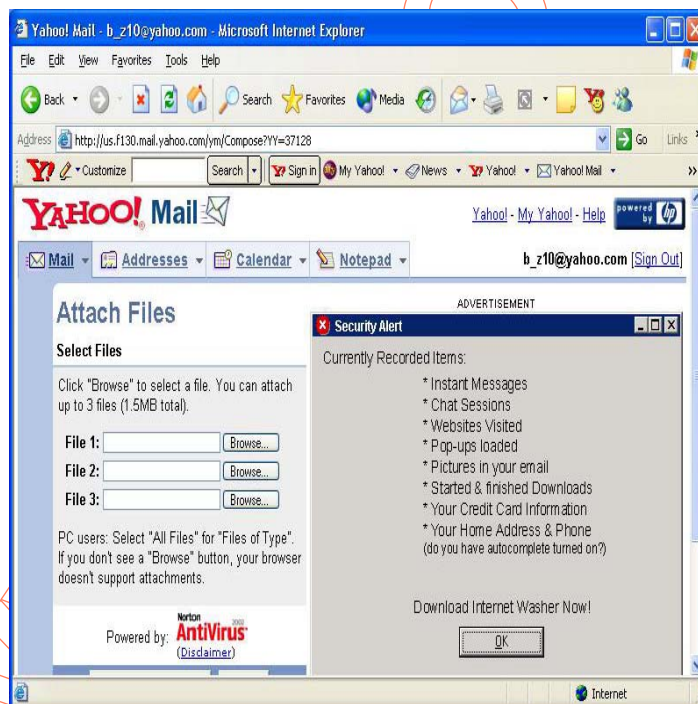 Yahoo! Mail - b_z10@yahoo.com - Microsoft Internet Explorer
File Edit View Favorites Tools Help
Back Search Favorites Media
Address http://us.f130.mail.yahoo.com/ym/Compose?YY=37128 Go Links »
Y! Customize Search Sign in My Yahoo! News Yahoo! Yahoo! Mail »
YAHOO! Mail
Yahoo! - My Yahoo! - Help powered by hp
Mail Addresses Calendar Notepad b_z10@yahoo.com [Sign Out]
Attach Files
Select Files
Click "Browse" to select a file. You can attach
up to 3 files (1.5MB total).
File 1: Browse...
File 2: Browse...
File 3: Browse...
PC users: Select "All Files" for "Files of Type".
If you don't see a "Browse" button, your browser
doesn't support attachments.
Powered by: Norton AntiVirus 2002
(Disclaimer)
ADVERTISEMENT
Security Alert
Currently Recorded Items:
* Instant Messages
* Chat Sessions
* Websites Visited
* Pop-ups loaded
* Pictures in your email
* Started & finished Downloads
* Your Credit Card Information
* Your Home Address & Phone
(do you have autocomplete turned on?)
Download Internet Washer Now!
OK
Internet